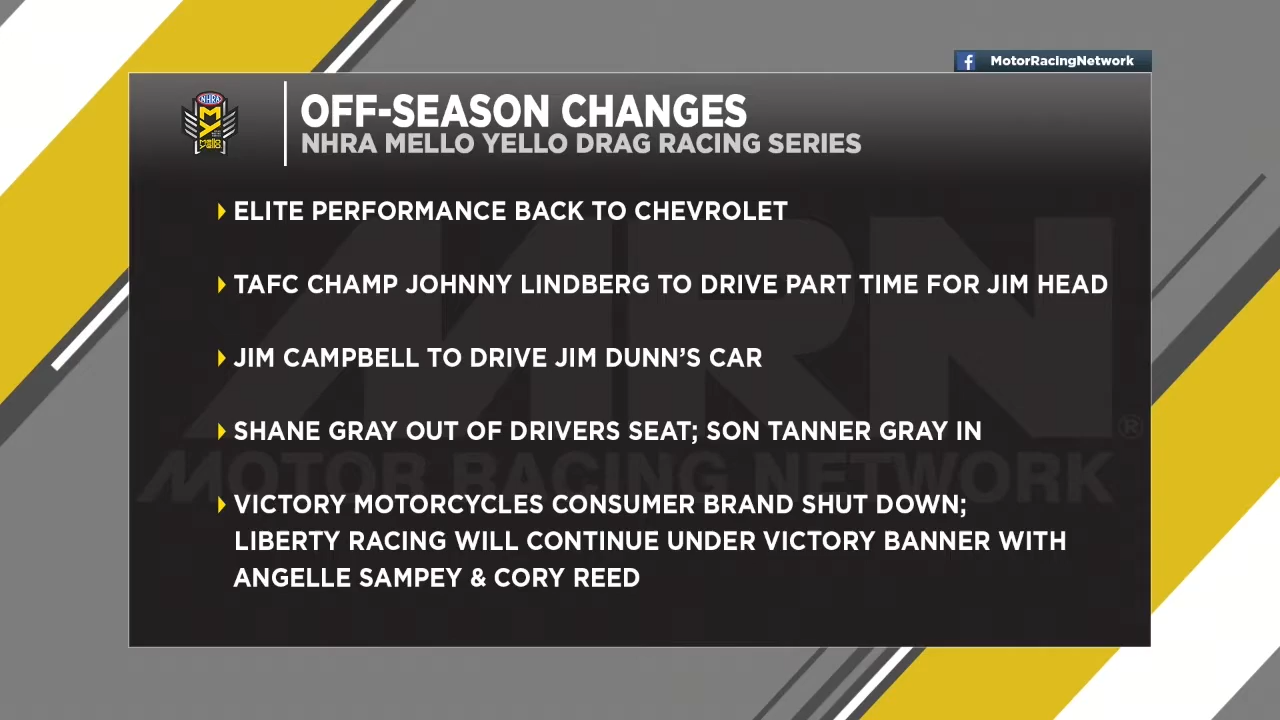 MotorRacingNetwork
NHRA
OFF-SEASON CHANGES
NHRA MELLO YELLO DRAG RACING SERIES
ELITE PERFORMANCE BACK TO CHEVROLET
TAFC CHAMP JOHNNY LINDBERG TO DRIVE PART TIME FOR JIM HEAD
JIM CAMPBELL TO DRIVE JIM DUNN’S CAR
SHANE GRAY OUT OF DRIVERS SEAT; SON TANNER GRAY IN
VICTORY MOTORCYCLES CONSUMER BRAND SHUT DOWN;
LIBERTY RACING WILL CONTINUE UNDER VICTORY BANNER WITH
ANGELLE SAMPEY & CORY REED
MRN®
MOTOR RACING NETWORK